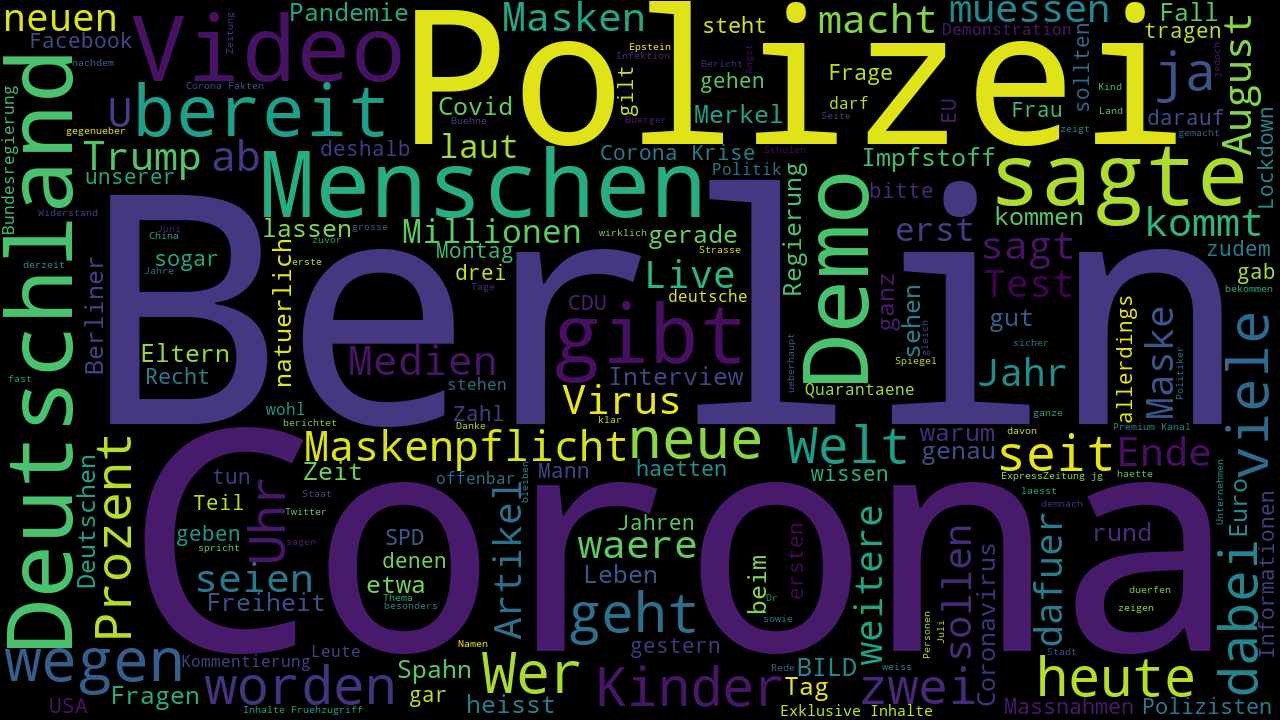 neuen
Facebook
Zeitung
nachdem
Video
Pandemie
Masken
steht
macht
muessen
Fall
tragen
Demonstration
Polizei
Deutschland
Bundesregierung
gegenueber
U
bereit
Corona Fakten
Covid
Buehne
Epstein
Infektion
gilt
Bericht
gehen
Angst
Merkel
Buerger
Frage
darf
Seite
EU
Frau
Kind
Land
zeigt
gemacht
sollten
ja
darauf
jedoch
August
Lockdown
Trump
ab
unserer
deshalb
laut
Corona Krise
Politik
Schulen
Impfstoff
bitte
Menschen
sagte
kommen
kommt
Widerstand
Juni
China
Jahre
sogar
zuvor
grosse
erste
lassen
Millionen
wirklich
gerade
Strasse
Montag
drei
Tage
Live
deutsche
Regierung
Demo
erst
sagt
Test
zudem
gab
bekommen
derzeit
Berliner
natuerlich
Berlin
CDU
gibt
ganz
sehen
gleich
Spiegel
gut
sicher
allerdings
Maske
Politiker
Eltern
Recht
Medien
stehen
Interview
ueberhaupt
Quarantaene
Jahr
ganze
viele
fast
wohl
berichtet
Zahl
Danke
Virus
klar
Premium Kanal
davon
Prozent
Maskenpflicht
neue
Welt
warum
genau
seit
Ende
ExpressZeitung jg
haette
laesst
Euro
Unternehmen
Deutschen
tun
Teil
Zeit
Staat
Twitter
sagen
Uhr
offenbar
Mann
haetten
wissen
Artikel
bleiben
Jahren
waere
geben
spricht
SPD
denen
etwa
Thema
besonders
Corona
beim
ersten
Dr
sowie
weitere
demnach
rund
duerfen
zeigen
seien
Freiheit
Leben
geht
gestern
sollen
Coronavirus
dafuer
dabei
Informationen
Personen
Juli
Namen
Stadt
wegen
Kommentierung
Leute
Spahn
wer
Rede
BILD
weiss
heute
USA
Fragen
worden
Inhalte Fruehzugriff
gar
heisst
Kinder
Tag
Exklusive Inhalte
zwei
Massnahmen
Polizisten